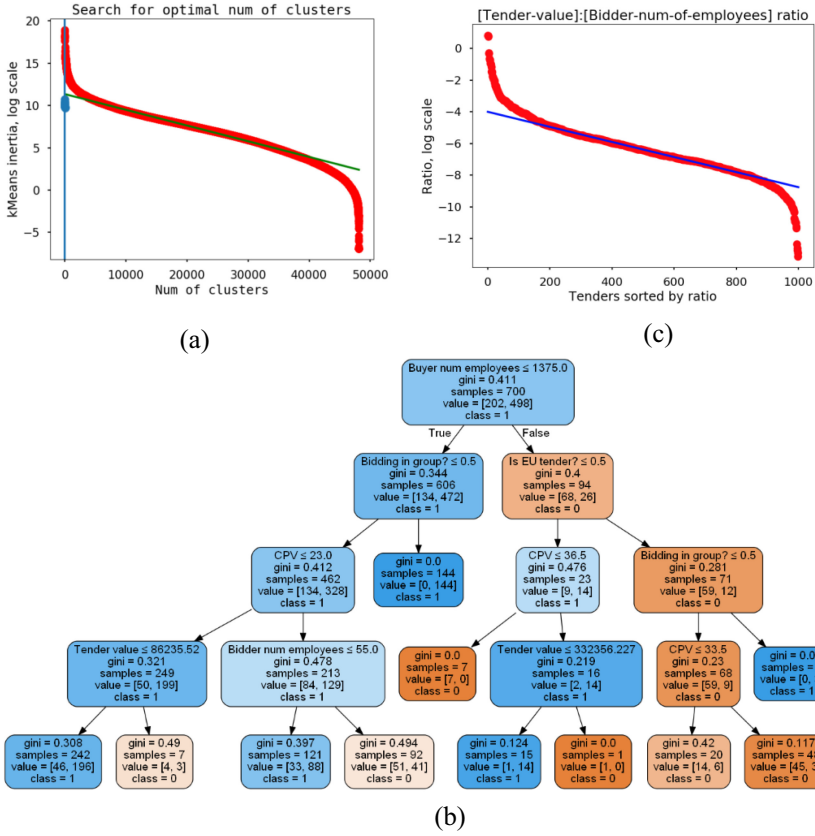 Search for optimal num of clusters
20
15
10
5
0
−5
kMeans inertia, log scale
0
10000
20000
30000
40000
50000
Num of clusters
(a)
[Tender-value]:[Bidder-num-of-employees] ratio
0
−2
−4
−6
−8
−10
−12
Ratio, log scale
0
200
400
600
800
1000
Tenders sorted by ratio
(c)
Buyer num employees ≤ 1375.0
gini = 0.411
samples = 700
value = [202, 498]
class = 1
True
False
Bidding in group? ≤ 0.5
gini = 0.344
samples = 606
value = [134, 472]
class = 1
Is EU tender? ≤ 0.5
gini = 0.4
samples = 94
value = [68, 26]
class = 0
CPV ≤ 23.0
gini = 0.412
samples = 462
value = [134, 328]
class = 1
gini = 0.0
samples = 144
value = [0, 144]
class = 1
CPV ≤ 36.5
gini = 0.476
samples = 23
value = [9, 14]
class = 1
Bidding in group? ≤ 0.5
gini = 0.281
samples = 71
value = [59, 12]
class = 0
Tender value ≤ 86235.52
gini = 0.321
samples = 249
value = [50, 199]
class = 1
Bidder num employees ≤ 55.0
gini = 0.478
samples = 213
value = [84, 129]
class = 1
gini = 0.0
samples = 7
value = [7, 0]
class = 0
Tender value ≤ 332356.227
gini = 0.219
samples = 16
value = [2, 14]
class = 1
CPV ≤ 33.5
gini = 0.23
samples = 68
value = [59, 9]
class = 0
gini = 0.0
samples =
value = [0,
class = 1
gini = 0.308
samples = 242
value = [46, 196]
class = 1
gini = 0.49
samples = 7
value = [4, 3]
class = 0
gini = 0.397
samples = 121
value = [33, 88]
class = 1
gini = 0.494
samples = 92
value = [51, 41]
class = 0
gini = 0.124
samples = 15
value = [1, 14]
class = 1
gini = 0.0
samples = 1
value = [1, 0]
class = 0
gini = 0.42
samples = 20
value = [14, 6]
class = 0
gini = 0.117
samples = 4
value = [45, 3
class = 0
(b)